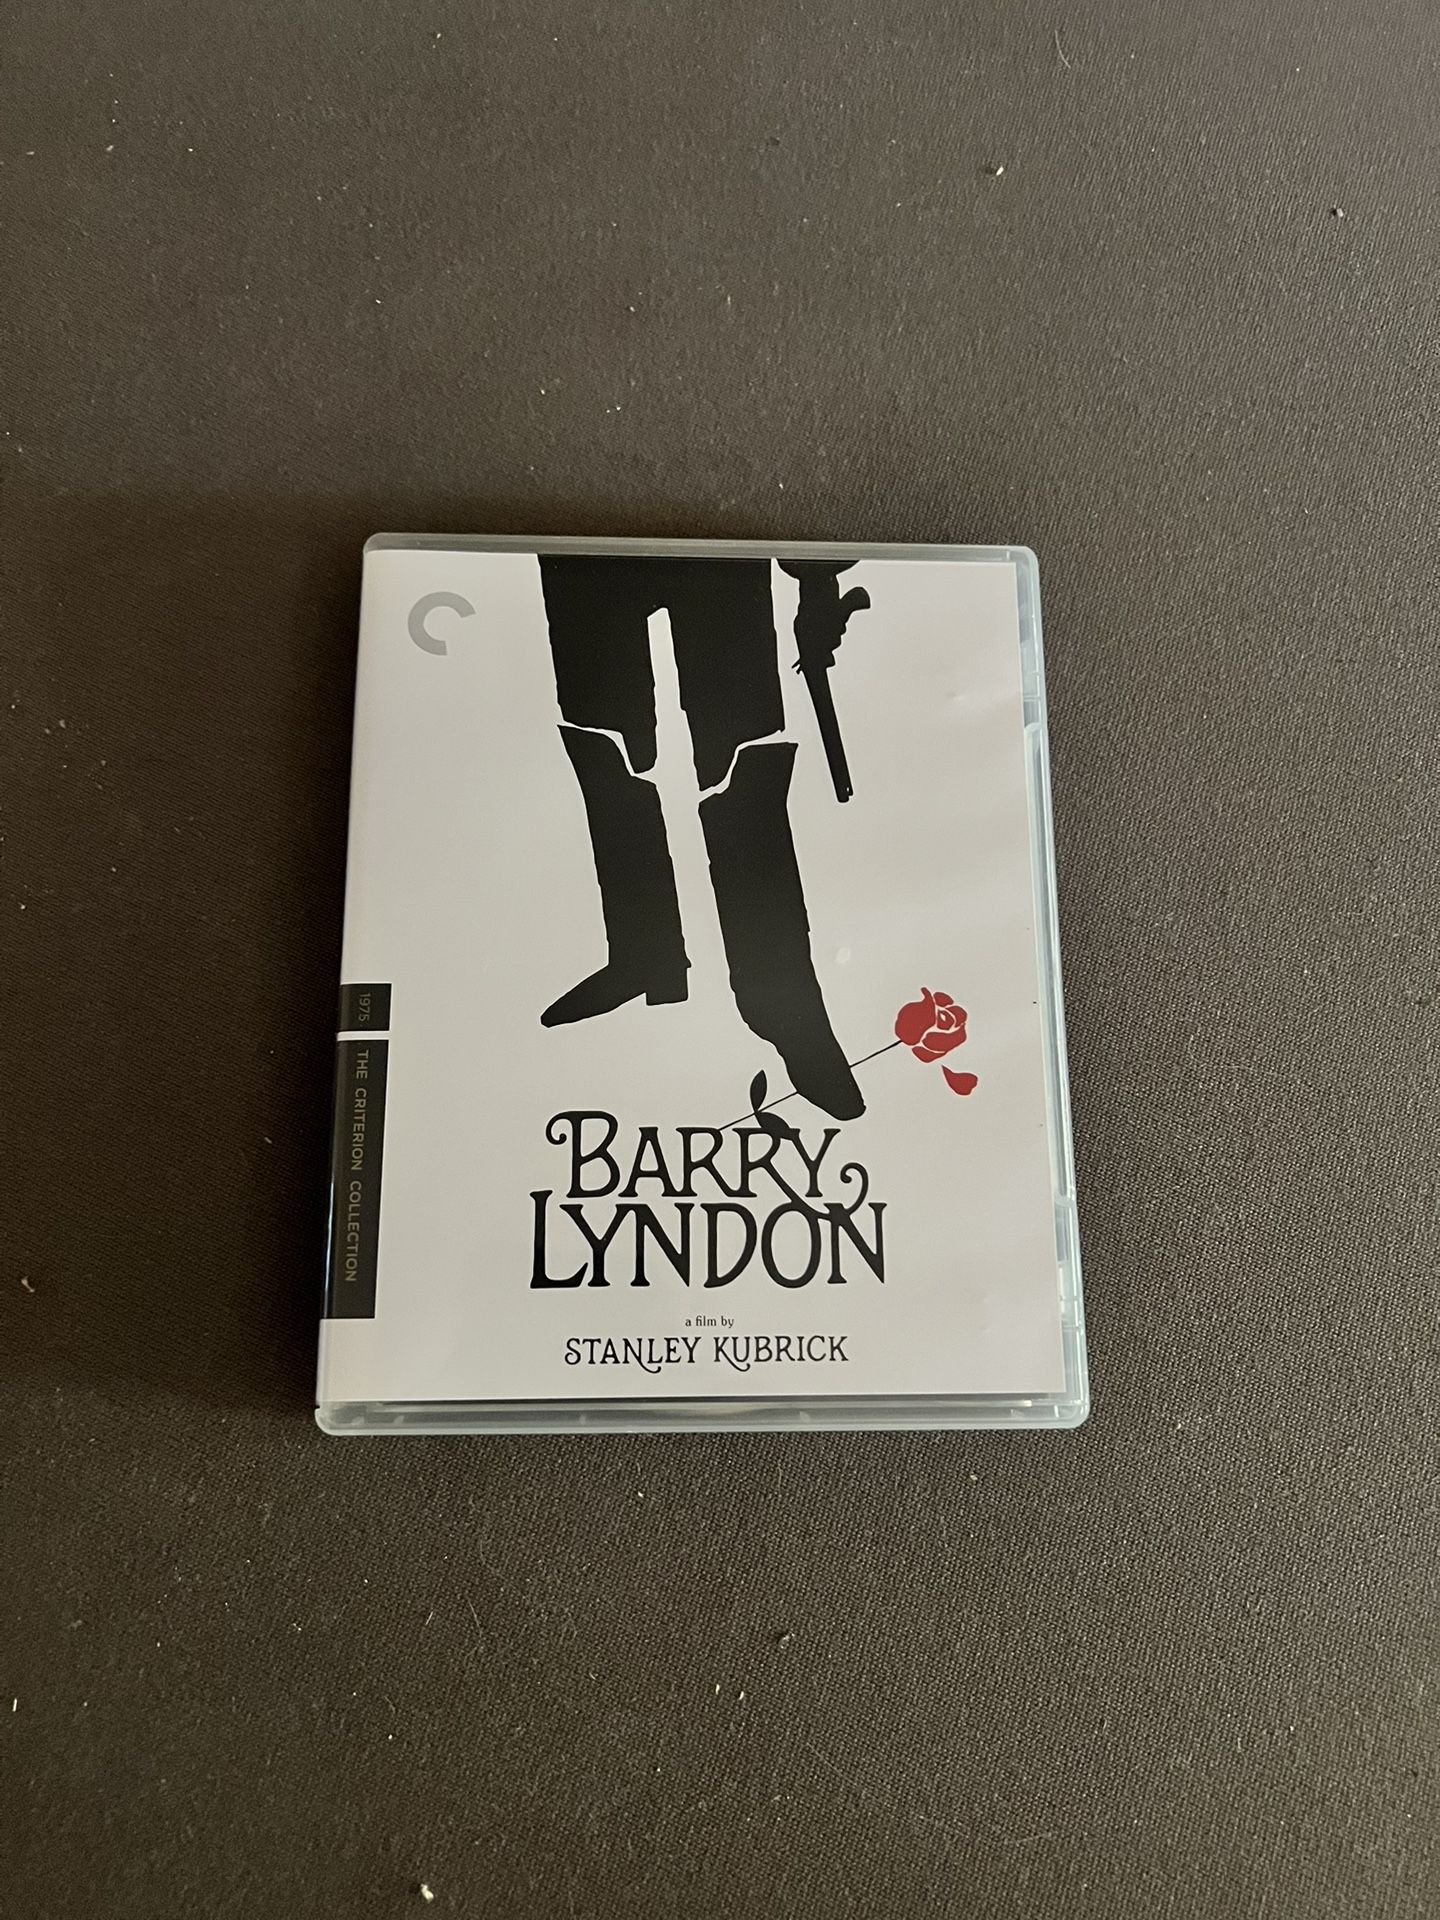 1975
THE CRITERION COLLECTION
BARRY
LYNDON
a film by
STANLEY KUBRICK